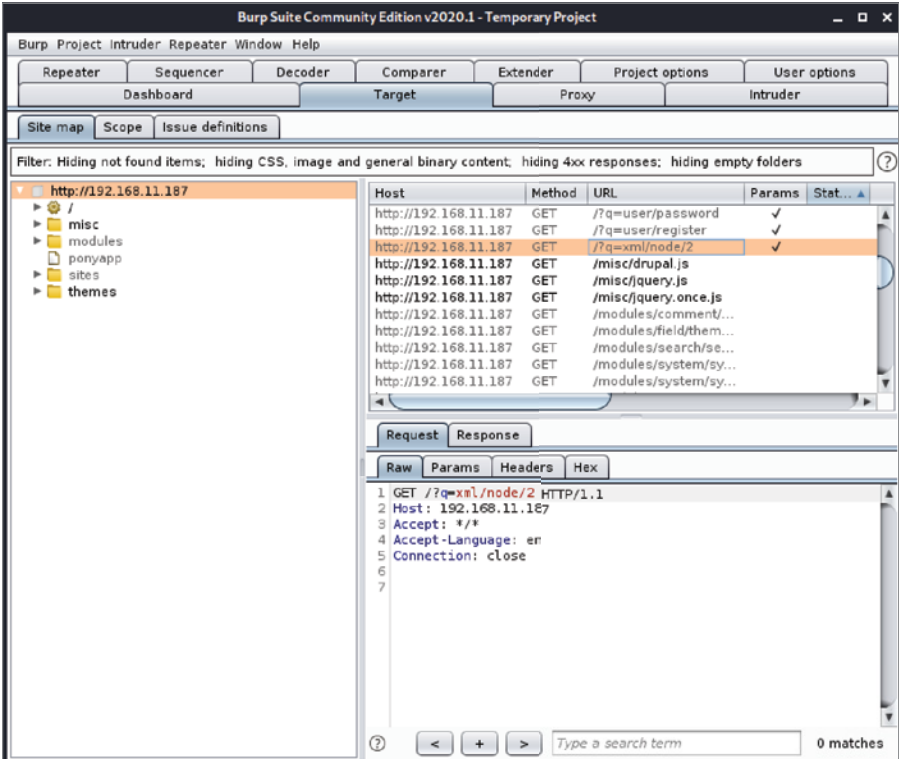 Burp Suite Community Edition v2020.1 - Temporary Project
Burp Project Intruder Repeater Window Help
Repeater Sequencer Decoder Comparer Extender Project options User options
Dashboard Target Proxy Intruder
Site map Scope Issue definitions
Filter: Hiding not found items; hiding CSS, image and general binary content; hiding 4xx responses; hiding empty folders ?
http://192.168.11.187
/
misc
modules
ponyapp
sites
themes
Host Method URL Params Stat...
http://192.168.11.187 GET /?q=user/password ✓
http://192.168.11.187 GET /?q=user/register ✓
http://192.168.11.187 GET /?q=xml/node/2 ✓
http://192.168.11.187 GET /misc/drupal.js
http://192.168.11.187 GET /misc/jquery.js
http://192.168.11.187 GET /misc/jquery.once.js
http://192.168.11.187 GET /modules/comment/...
http://192.168.11.187 GET /modules/field/them...
http://192.168.11.187 GET /modules/search/se...
http://192.168.11.187 GET /modules/system/sy...
http://192.168.11.187 GET /modules/system/sy...
Request Response
Raw Params Headers Hex
1 GET /?q=xml/node/2 HTTP/1.1
2 Host: 192.168.11.187
3 Accept: */*
4 Accept-Language: en
5 Connection: close
6
7
? < + > Type a search term 0 matches